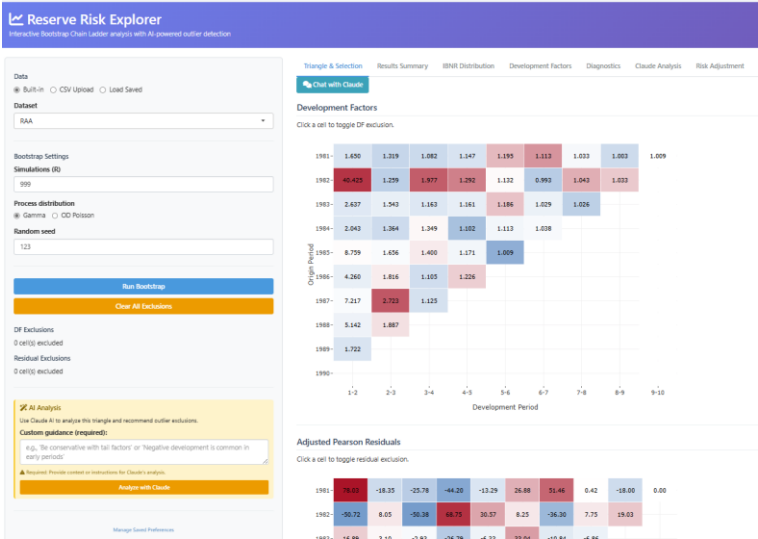 Reserve Risk Explorer
Interactive Bootstrap Chain Ladder analysis with AI-powered outlier detection
Data
Built-in CSV Upload Load Saved
Dataset
RAA
Bootstrap Settings
Simulations (R)
999
Process distribution
Gamma OD Poisson
Random seed
123
Run Bootstrap
Clear All Exclusions
DF Exclusions
0 cell(s) excluded
Residual Exclusions
0 cell(s) excluded
AI Analysis
Use Claude AI to analyze this triangle and recommend outlier exclusions.
Custom guidance (required):
e.g., 'Be conservative with tail factors' or 'Negative development is common in
early periods'
Required: Provide context or instructions for Claude's analysis.
Analyze with Claude
Manage Saved Preferences
Triangle & Selection Results Summary IBNR Distribution Development Factors Diagnostics Claude Analysis Risk Adjustment
Chat with Claude
Development Factors
Click a cell to toggle DF exclusion.
Origin Period
1981 1.650 1.319 1.082 1.147 1.195 1.113 1.033 1.003 1.009
1982 40.425 1.259 1.977 1.292 1.132 0.993 1.043 1.033
1983 2.637 1.543 1.163 1.161 1.186 1.029 1.026
1984 2.043 1.364 1.349 1.102 1.113 1.038
1985 8.759 1.656 1.400 1.171 1.009
1986 4.260 1.816 1.105 1.226
1987 7.217 2.723 1.125
1988 5.142 1.887
1989 1.722
1990
1-2 2-3 3-4 4-5 5-6 6-7 7-8 8-9 9-10
Development Period
Adjusted Pearson Residuals
Click a cell to toggle residual exclusion.
1981 79.03 -18.35 -25.78 -44.20 -13.29 26.88 51.46 0.42 -18.00 0.00
1982 -50.72 8.05 -50.38 68.75 30.57 8.25 -36.30 7.75 19.03